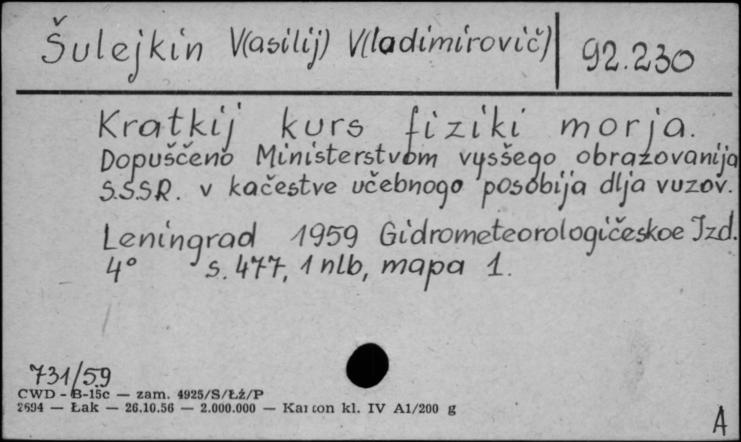 Šulejkin V(asilij) V(ladimirovič) 92.230
Kratkij kurs fiziki morja.
Dopuščeno Ministerstvom vysšego obrazovanija
S.S.S.R. v kačestve učebnogo posobija dlja vuzov.
Leningrad 1959 Gidrometeorologičeskoe Izd.
4° s. 477, 1 nlb, mapa 1.
731/59
CWD - B-15c — zam. 4925/S/Łż/P
2694 — Łak — 26.10.56 — 2.000.000 — Karton kl. IV A1/200 g
A